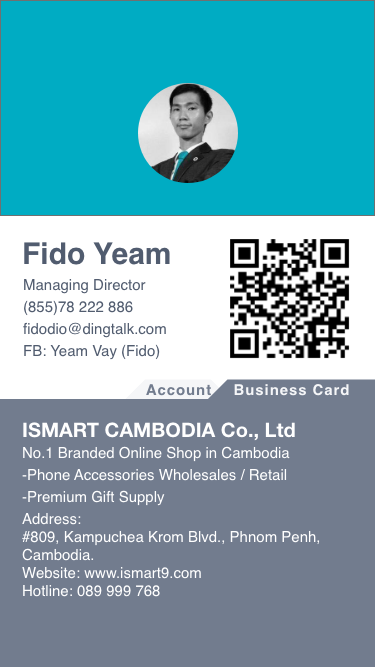 Fido Yeam
Managing Director
(855)78 222 886
fidodio@dingtalk.com
FB: Yeam Vay (Fido)
Account
Business Card
ISMART CAMBODIA Co., Ltd
No.1 Branded Online Shop in Cambodia
-Phone Accessories Wholesales / Retail
-Premium Gift Supply
Address:
#809, Kampuchea Krom Blvd., Phnom Penh,
Cambodia.
Website: www.ismart9.com
Hotline: 089 999 768